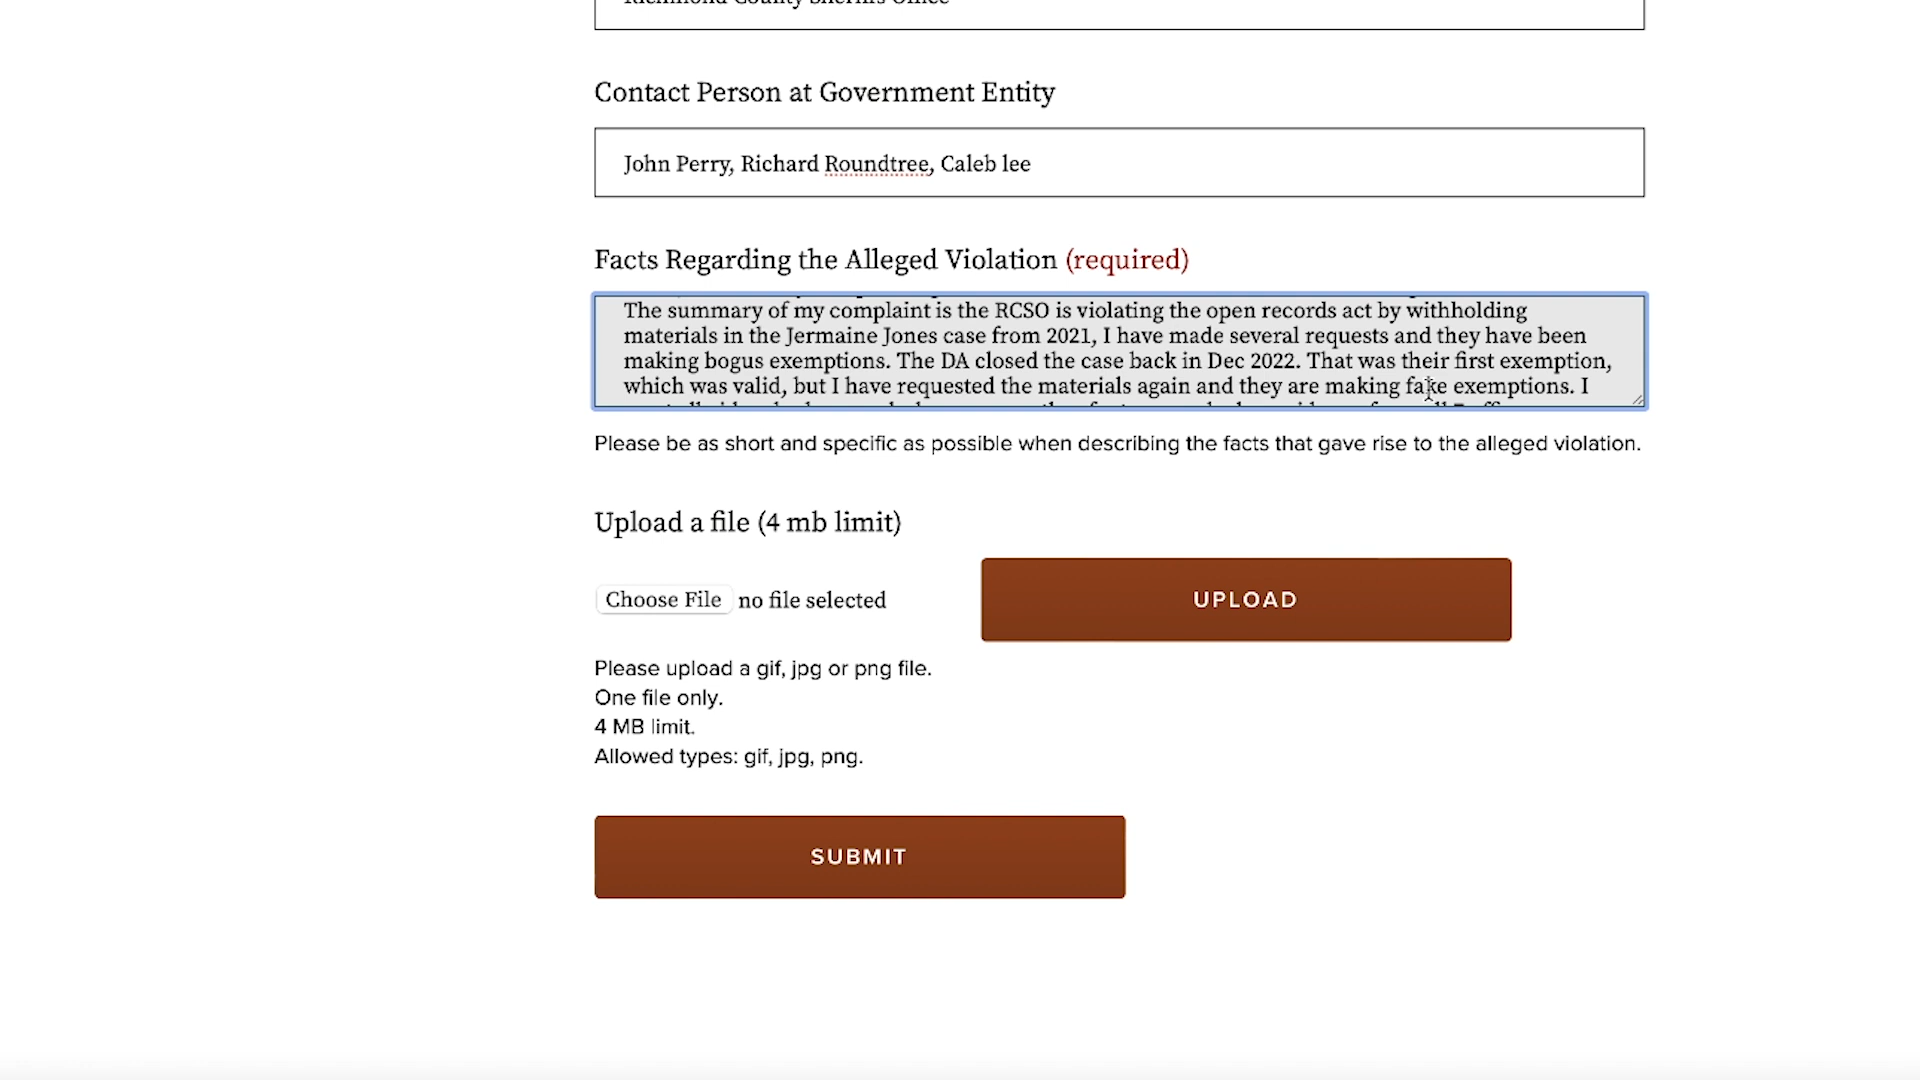 Richmond County Sheriff's Office
Contact Person at Government Entity
John Perry, Richard Roundtree, Caleb lee
Facts Regarding the Alleged Violation (required)
The summary of my complaint is the RCSO is violating the open records act by withholding
materials in the Jermaine Jones case from 2021, I have made several requests and they have been
making bogus exemptions. The DA closed the case back in Dec 2022. That was their first exemption,
which was valid, but I have requested the materials again and they are making fake exemptions. I
Please be as short and specific as possible when describing the facts that gave rise to the alleged violation.
Upload a file (4 mb limit)
Choose File no file selected
UPLOAD
Please upload a gif, jpg or png file.
One file only.
4 MB limit.
Allowed types: gif, jpg, png.
SUBMIT